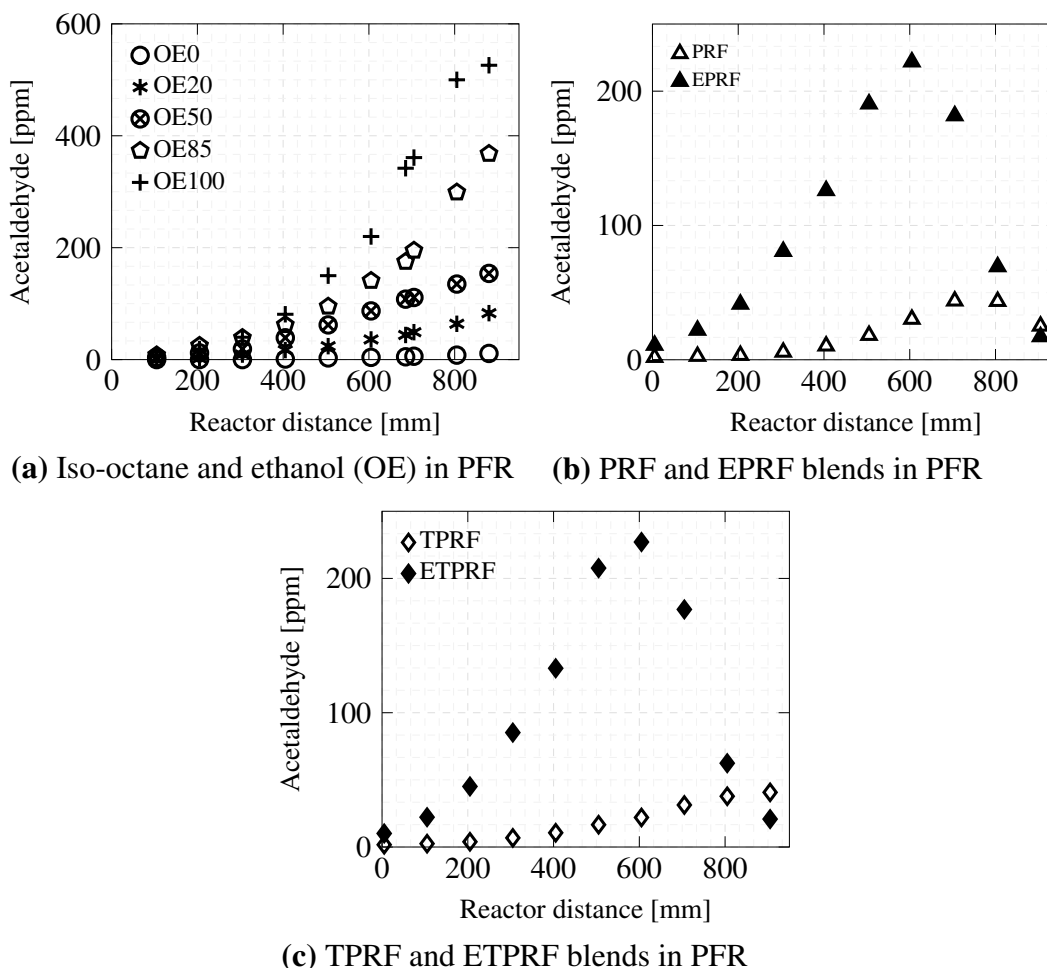 600
400
200
0
Acetaldehyde [ppm]
OE0
OE20
OE50
OE85
OE100
0 200 400 600 800
Reactor distance [mm]
(a) Iso-octane and ethanol (OE) in PFR
200
100
0
Acetaldehyde [ppm]
PRF
EPRF
0 200 400 600 800
Reactor distance [mm]
(b) PRF and EPRF blends in PFR
200
100
0
Acetaldehyde [ppm]
TPRF
ETPRF
0 200 400 600 800
Reactor distance [mm]
(c) TPRF and ETPRF blends in PFR